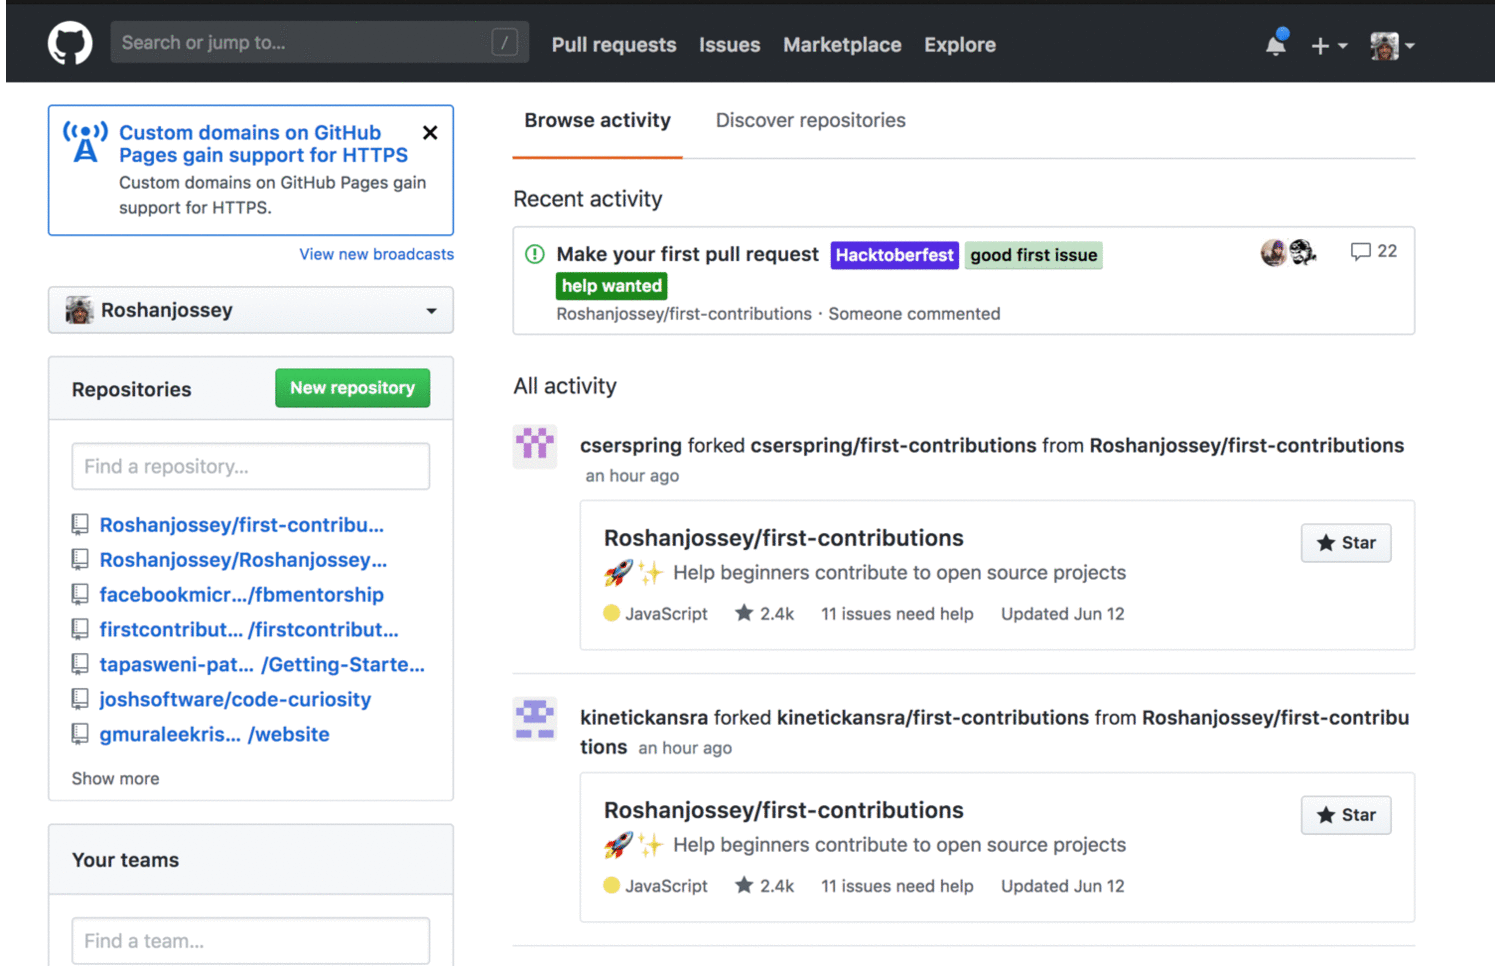 Search or jump to... /
Pull requests Issues Marketplace Explore
Custom domains on GitHub
Pages gain support for HTTPS
Custom domains on GitHub Pages gain
support for HTTPS.
View new broadcasts
Roshanjossey
Repositories New repository
Find a repository...
Roshanjossey/first-contribu...
Roshanjossey/Roshanjossey...
facebookmicr.../fbmentorship
firstcontribut... /firstcontribut...
tapasweni-pat... /Getting-Starte...
joshsoftware/code-curiosity
gmuraleekris... /website
Show more
Your teams
Find a team...
Browse activity Discover repositories
Recent activity
Make your first pull request Hacktoberfest good first issue 22
help wanted
Roshanjossey/first-contributions · Someone commented
All activity
cserspring forked cserspring/first-contributions from Roshanjossey/first-contributions
an hour ago
Roshanjossey/first-contributions Star
Help beginners contribute to open source projects
JavaScript 2.4k 11 issues need help Updated Jun 12
kinetickansra forked kinetickansra/first-contributions from Roshanjossey/first-contribu
tions an hour ago
Roshanjossey/first-contributions Star
Help beginners contribute to open source projects
JavaScript 2.4k 11 issues need help Updated Jun 12